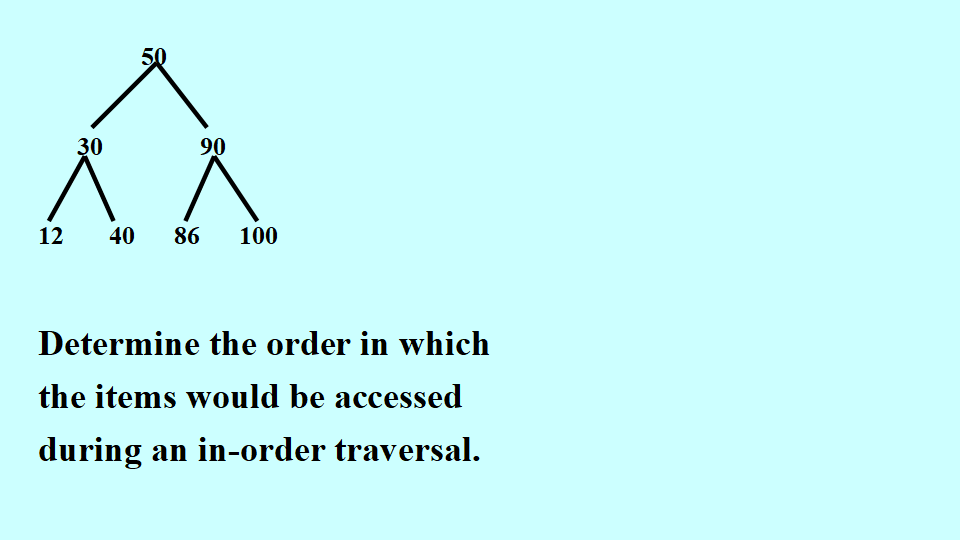 50
30 90
12 40 86 100
Determine the order in which
the items would be accessed
during an in-order traversal.